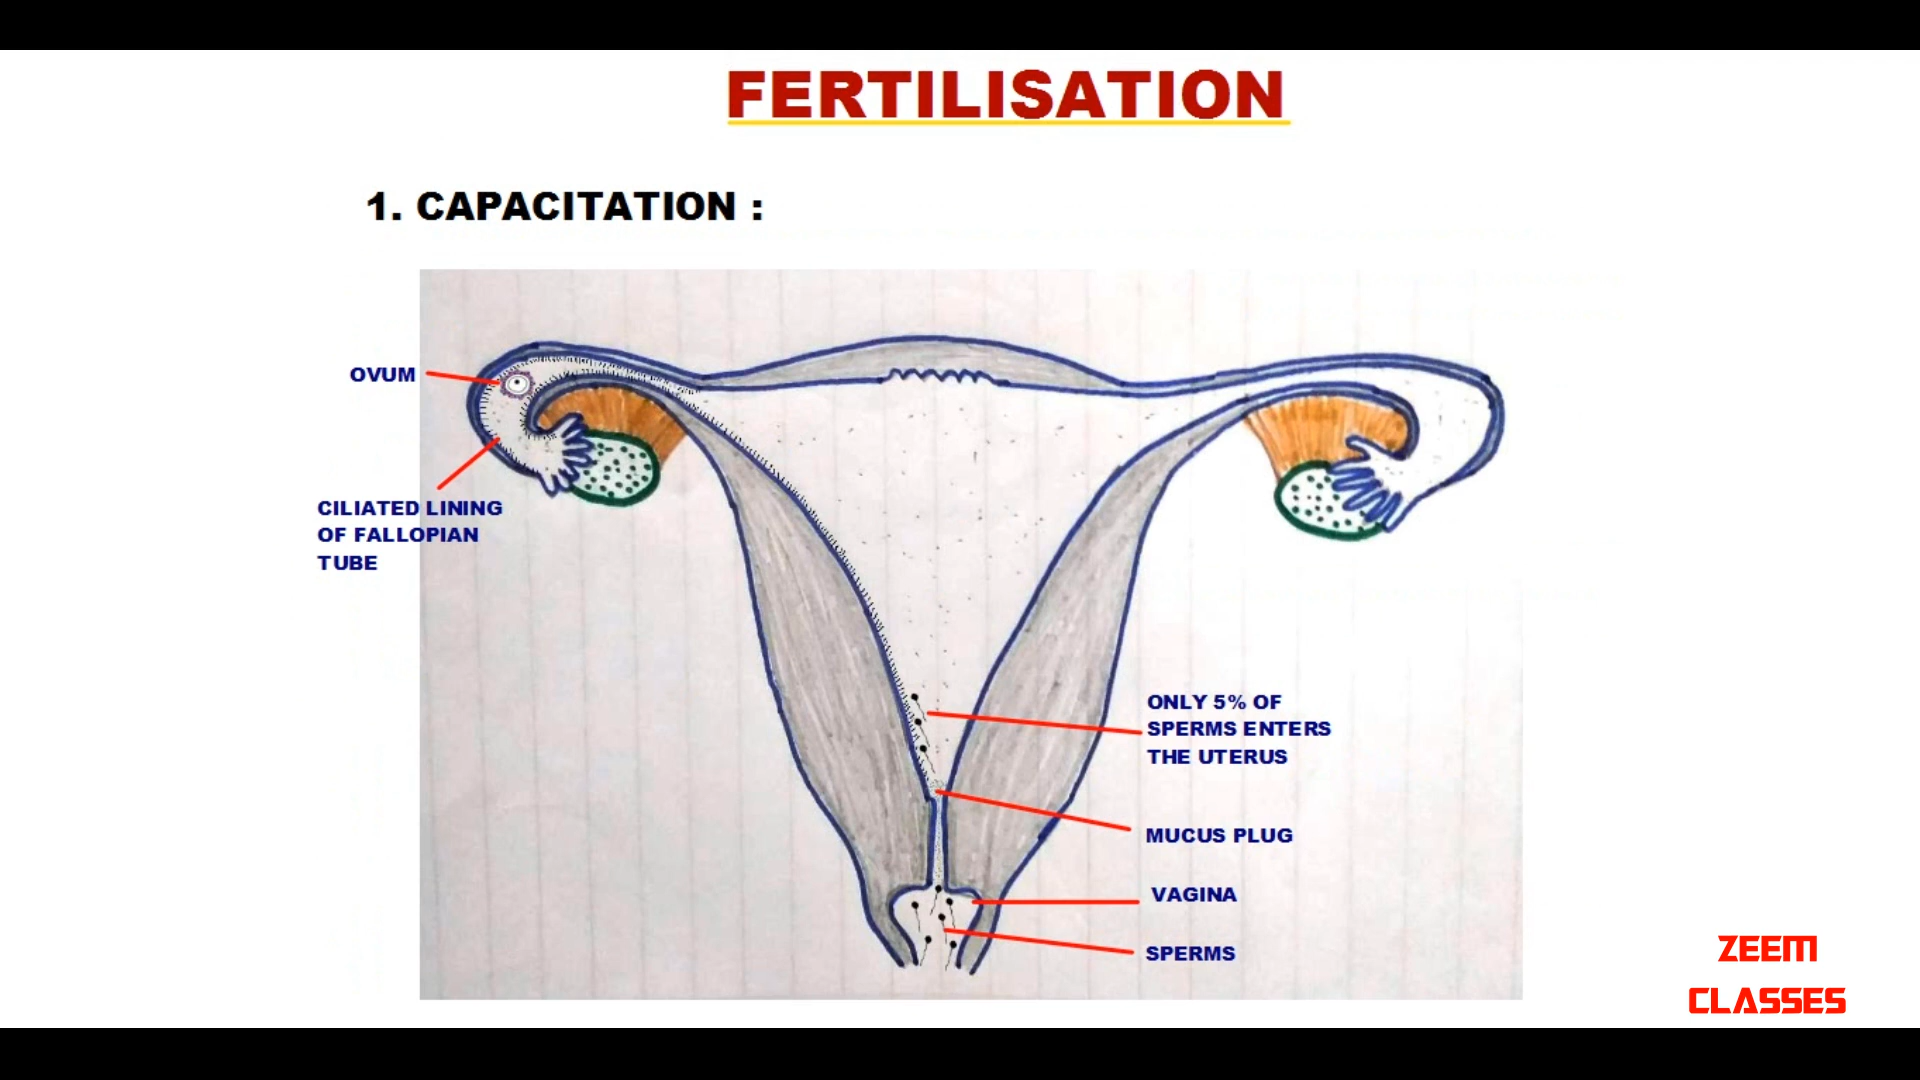 FERTILISATION
1. CAPACITATION :
OVUM
CILIATED LINING
OF FALLOPIAN
TUBE
ONLY 5% OF
SPERMS ENTERS
THE UTERUS
MUCUS PLUG
VAGINA
SPERMS
ZEEM
CLASSES